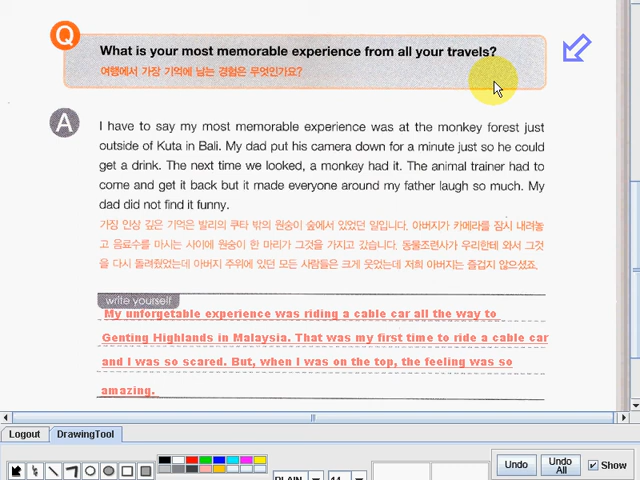 Q
What is your most memorable experience from all your travels?
여행에서 가장 기억에 남는 경험은 무엇인가요?
A
I have to say my most memorable experience was at the monkey forest just
outside of Kuta in Bali. My dad put his camera down for a minute just so he could
get a drink. The next time we looked, a monkey had it. The animal trainer had to
come and get it back but it made everyone around my father laugh so much. My
dad did not find it funny.
가장 인상 깊은 기억은 발리의 쿠타 밖의 원숭이 숲에서 있었던 일입니다. 아버지가 카메라를 잠시 내려놓
고 음료수를 마시는 사이에 원숭이 한 마리가 그것을 가지고 갔습니다. 동물조련사가 우리한테 와서 그것
을 다시 돌려줬었는데 아버지 주위에 있던 모든 사람들은 크게 웃었는데 저희 아버지는 즐겁지 않으셨죠.
write yourself
My unforgetable experience was riding a cable car all the way to
Genting Highlands in Malaysia. That was my first time to ride a cable car
and I was so scared. But, when I was on the top, the feeling was so
amazing.
Logout DrawingTool
PLAIN 14 Undo Undo All Show